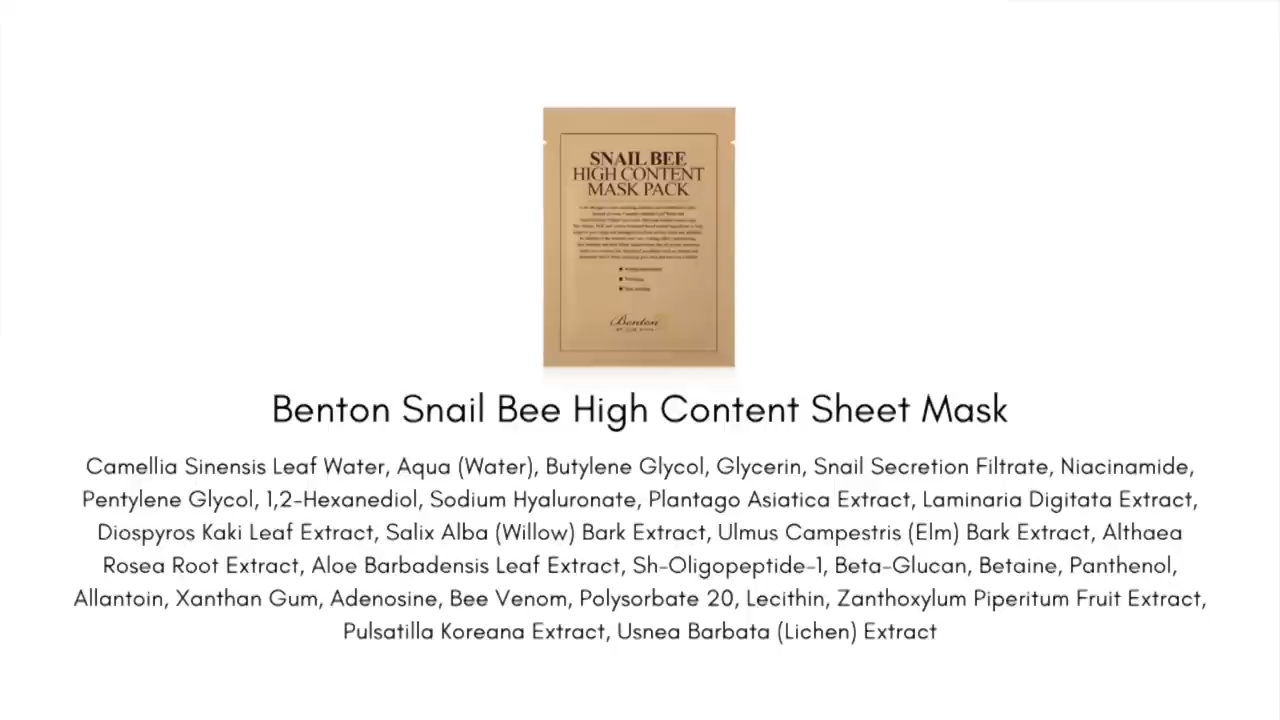 SNAIL BEE
HIGH CONTENT
MASK PACK
Benton
Benton Snail Bee High Content Sheet Mask
Camellia Sinensis Leaf Water, Aqua (Water), Butylene Glycol, Glycerin, Snail Secretion Filtrate, Niacinamide,
Pentylene Glycol, 1,2-Hexanediol, Sodium Hyaluronate, Plantago Asiatica Extract, Laminaria Digitata Extract,
Diospyros Kaki Leaf Extract, Salix Alba (Willow) Bark Extract, Ulmus Campestris (Elm) Bark Extract, Althaea
Rosea Root Extract, Aloe Barbadensis Leaf Extract, Sh-Oligopeptide-1, Beta-Glucan, Betaine, Panthenol,
Allantoin, Xanthan Gum, Adenosine, Bee Venom, Polysorbate 20, Lecithin, Zanthoxylum Piperitum Fruit Extract,
Pulsatilla Koreana Extract, Usnea Barbata (Lichen) Extract